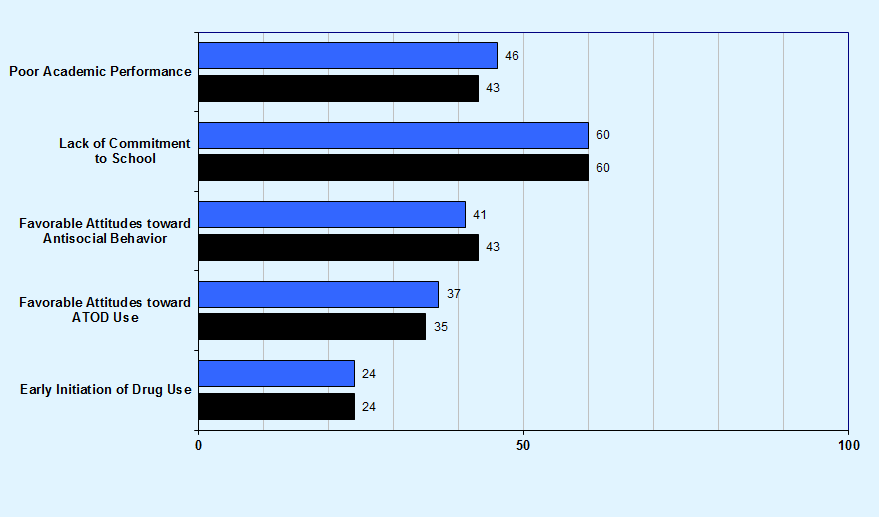 Poor Academic Performance
46
43
Lack of Commitment
to School
60
60
Favorable Attitudes toward
Antisocial Behavior
41
43
Favorable Attitudes toward
ATOD Use
37
35
Early Initiation of Drug Use
24
24
0 50 100